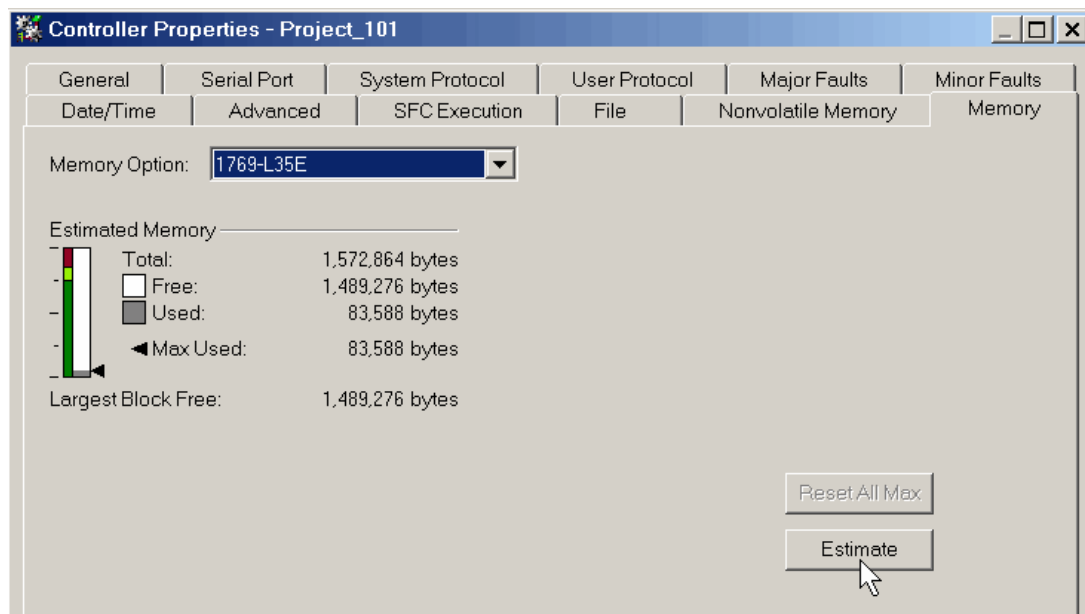 Controller Properties - Project_101
General Serial Port System Protocol User Protocol Major Faults Minor Faults
Date/Time Advanced SFC Execution File Nonvolatile Memory Memory
Memory Option: 1769-L35E
Estimated Memory
Total: 1,572,864 bytes
Free: 1,489,276 bytes
Used: 83,588 bytes
Max Used: 83,588 bytes
Largest Block Free: 1,489,276 bytes
Reset All Max
Estimate